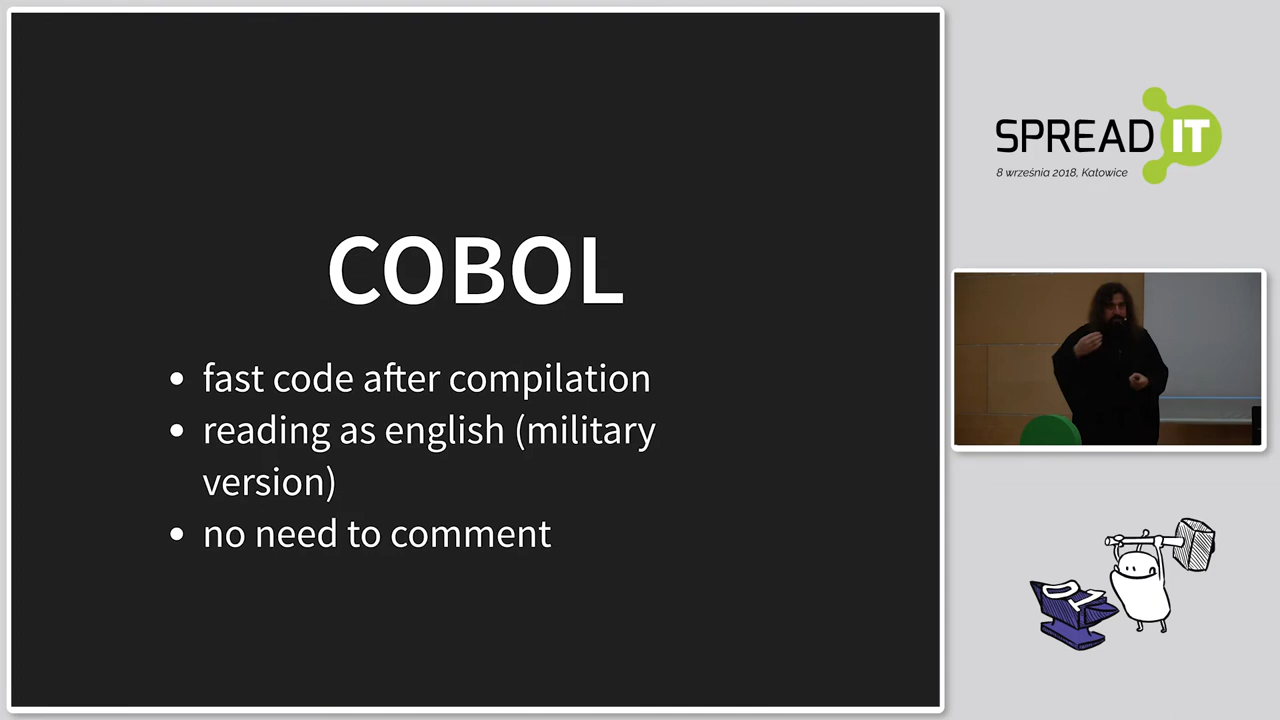 COBOL
fast code after compilation
reading as english (military
version)
no need to comment
SPREAD IT
8 września 2018, Katowice
01